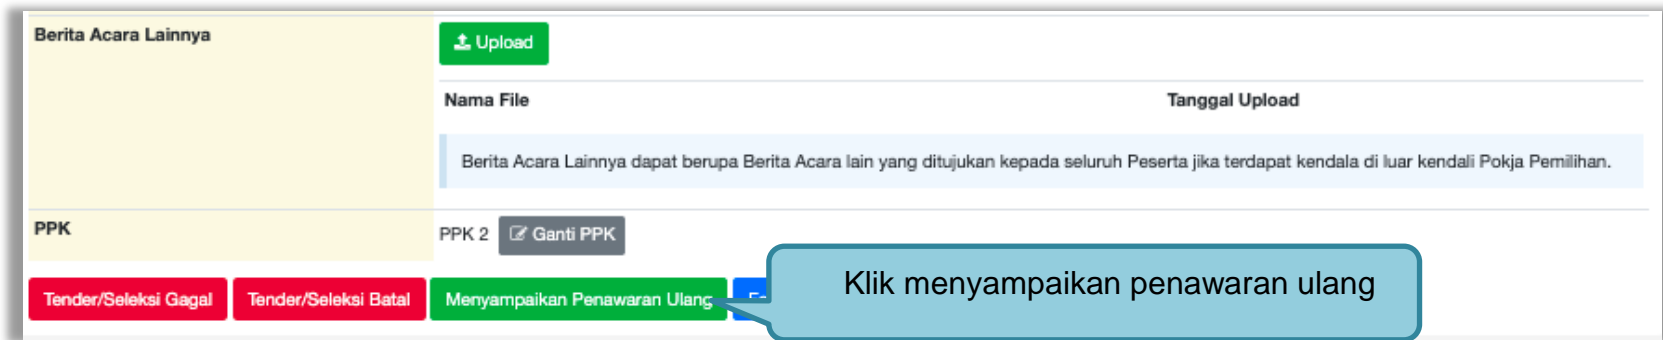 Berita Acara Lainnya
Upload
Nama File Tanggal Upload
Berita Acara Lainnya dapat berupa Berita Acara lain yang ditujukan kepada seluruh Peserta jika terdapat kendala di luar kendali Pokja Pemilihan.
PPK PPK 2 Ganti PPK
Klik menyampaikan penawaran ulang
Tender/Seleksi Gagal Tender/Seleksi Batal Menyampaikan Penawaran Ulang